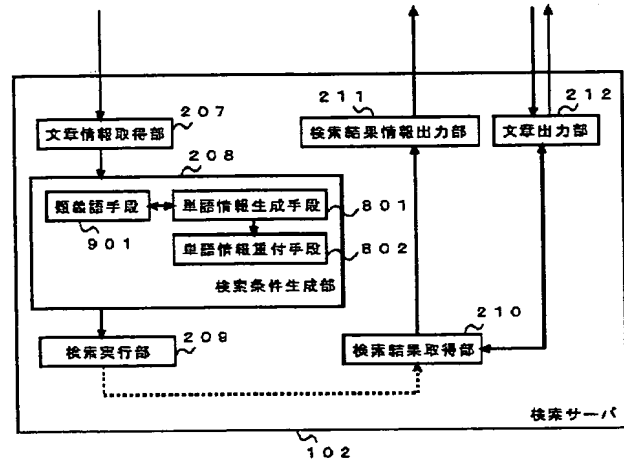 211
212
207
検索結果情報出力部
文章出力部
文章情報取得部
208
類義語手段
単語情報生成手段
801
901
単語情報重付手段
802
検索条件生成部
210
209
検索実行部
検索結果取得部
検索サーバ
102